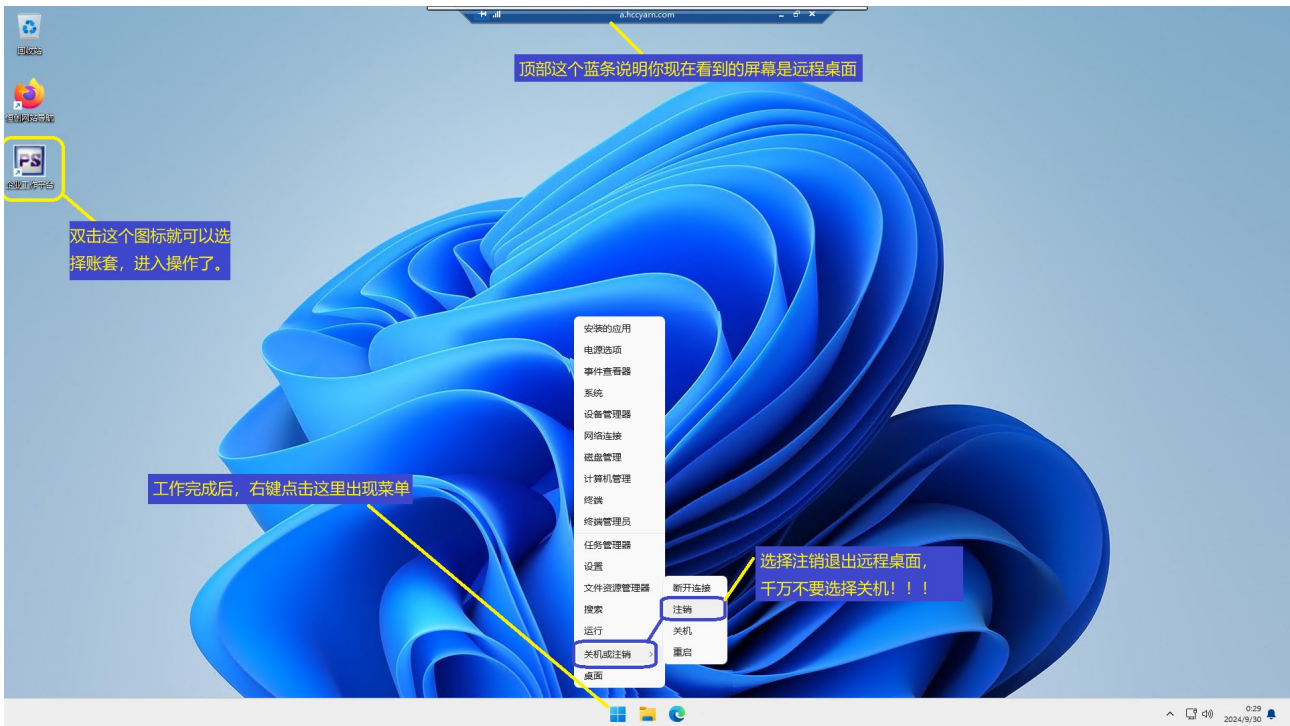 a.hccyarn.com
回收站
顶部这个蓝条说明你现在看到的屏幕是远程桌面
PS
企业工作平台
双击这个图标就可以选
择账套，进入操作了。
安装的应用
电源选项
事件查看器
系统
设备管理器
网络连接
磁盘管理
计算机管理
工作完成后，右键点击这里出现菜单
终端
终端管理员
任务管理器
设置
选择注销退出远程桌面，
千万不要选择关机！！！
文件资源管理器
断开连接
搜索
注销
运行
关机
关机或注销
重启
桌面
0:29
2024/9/30